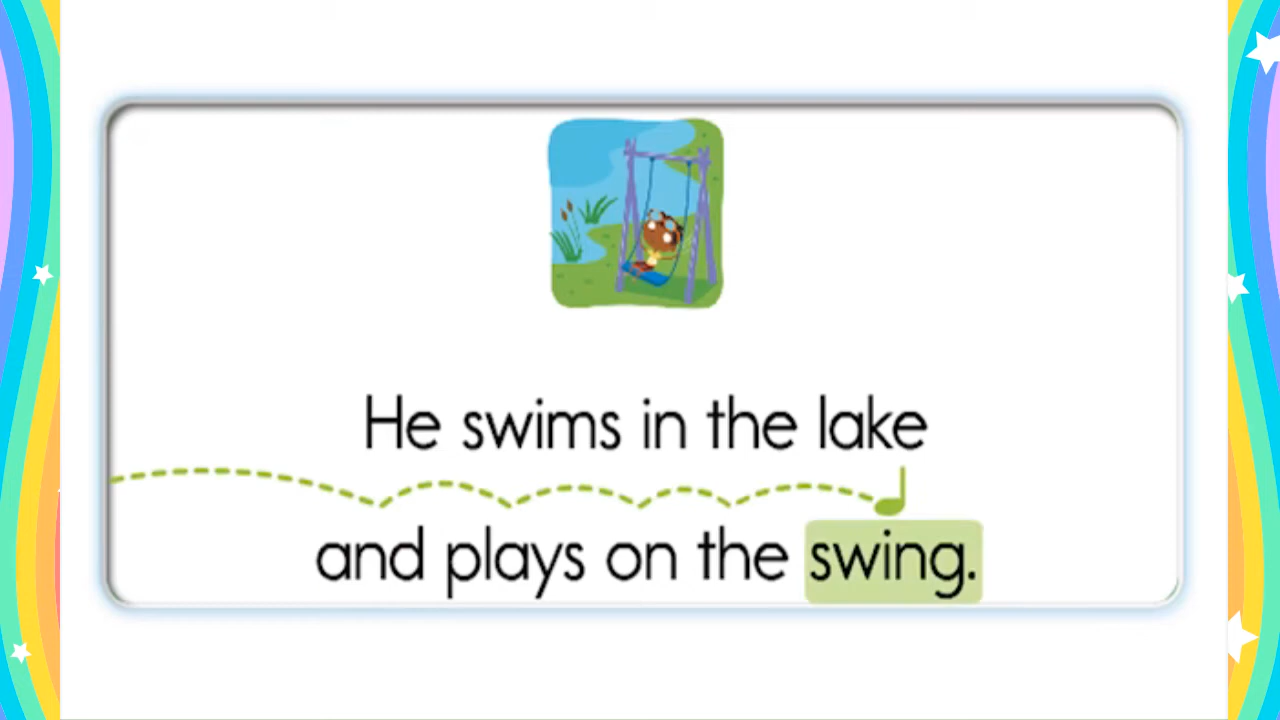 He swims in the lake
and plays on the swing.